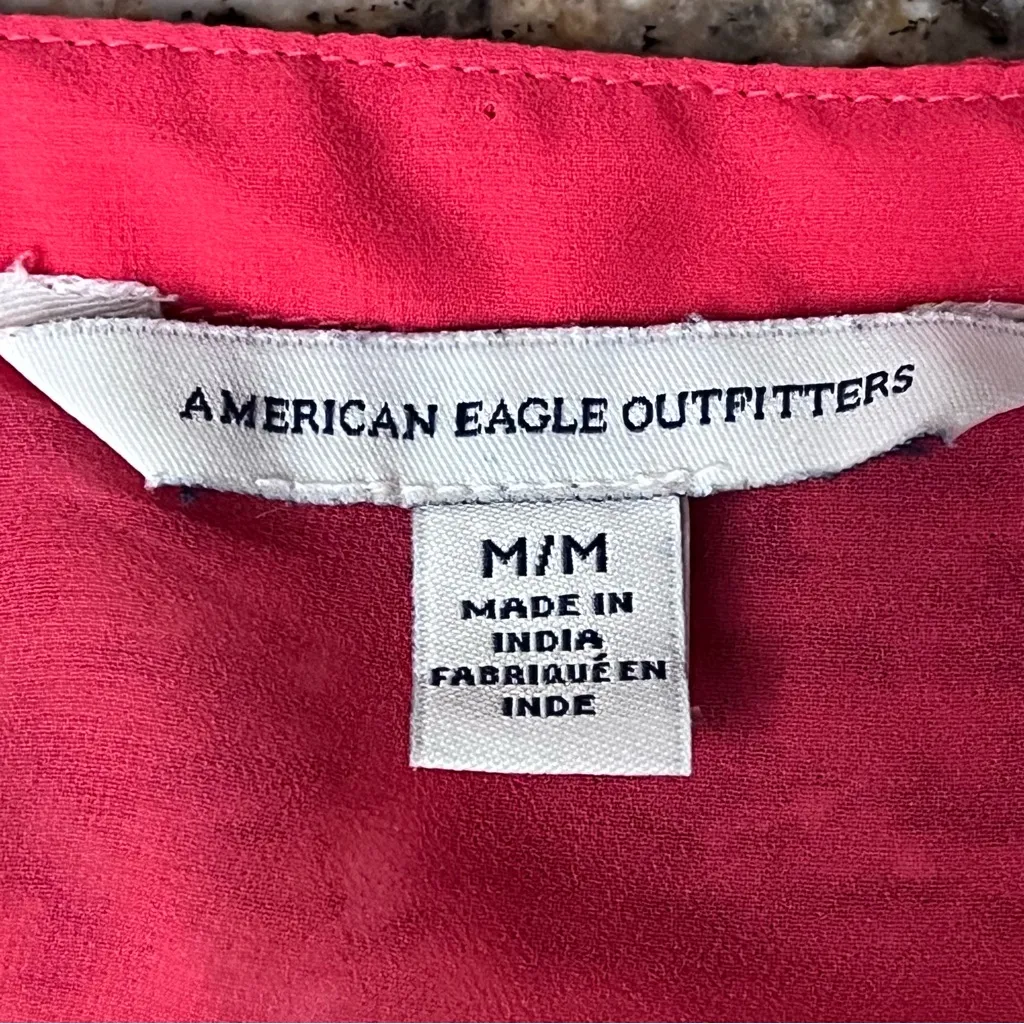 AMERICAN EAGLE OUTFITTERS
M/M
MADE IN
INDIA
FABRIQUÉ EN
INDE